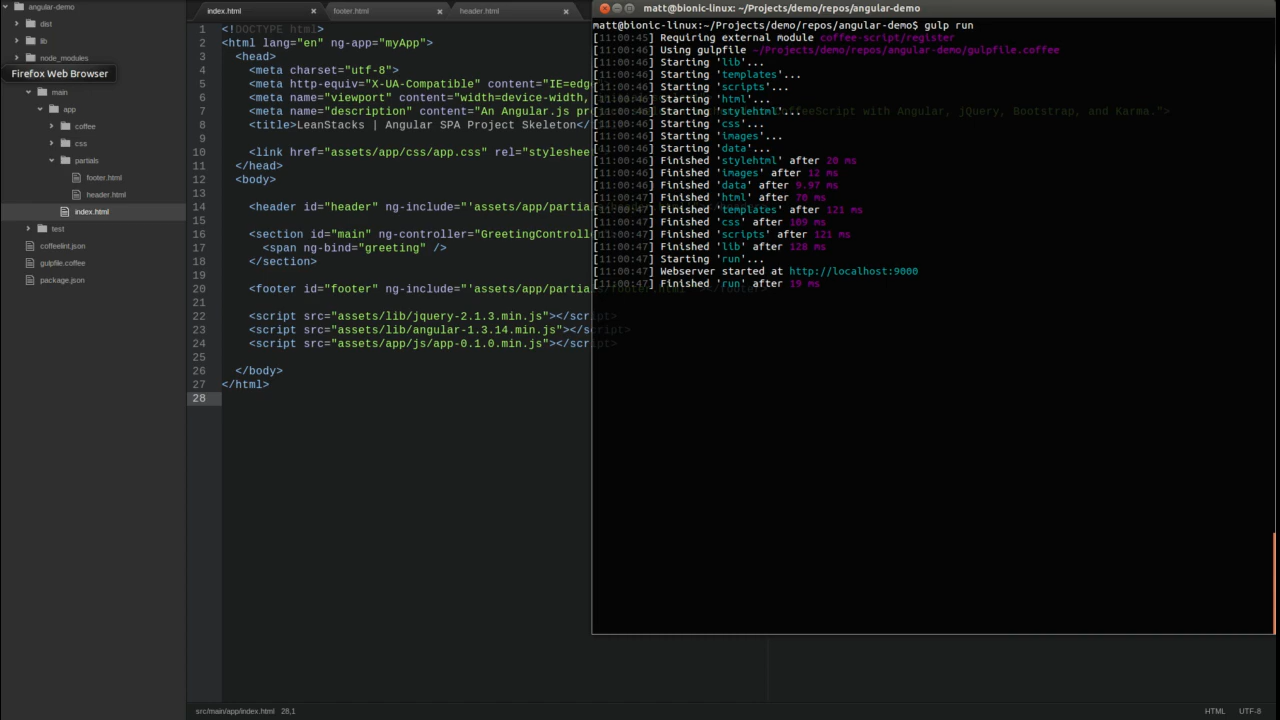 angular-demo
dist
lib
node_modules
Firefox Web Browser
main
app
coffee
css
partials
footer.html
header.html
index.html
test
coffeelint.json
gulpfile.coffee
package.json
index.html
footer.html
header.html
1 <!DOCTYPE html>
2 <html lang="en" ng-app="myApp">
3 <head>
4 <meta charset="utf-8">
5 <meta http-equiv="X-UA-Compatible" content="IE=edg
6 <meta name="viewport" content="width=device-width,
7 <meta name="description" content="An Angular.js pr
8 <title>LeanStacks | Angular SPA Project Skeleton</
9
10 <link href="assets/app/css/app.css" rel="styleshee
11 </head>
12 <body>
13
14 <header id="header" ng-include="'assets/app/partia
15
16 <section id="main" ng-controller="GreetingControll
17 <span ng-bind="greeting" />
18 </section>
19
20 <footer id="footer" ng-include="'assets/app/partia
21
22 <script src="assets/lib/jquery-2.1.3.min.js"></script>
23 <script src="assets/lib/angular-1.3.14.min.js"></script>
24 <script src="assets/app/js/app-0.1.0.min.js"></script>
25
26 </body>
27 </html>
28
src/main/app/index.html 28,1
HTML UTF-8
matt@bionic-linux: ~/Projects/demo/repos/angular-demo
matt@bionic-linux:~/Projects/demo/repos/angular-demo$ gulp run
[11:00:45] Requiring external module coffee-script/register
[11:00:46] Using gulpfile ~/Projects/demo/repos/angular-demo/gulpfile.coffee
[11:00:46] Starting 'lib'...
[11:00:46] Starting 'templates'...
[11:00:46] Starting 'scripts'...
[11:00:46] Starting 'html'...
[11:00:46] Starting 'stylehtml'...
[11:00:46] Starting 'css'...
[11:00:46] Starting 'images'...
[11:00:46] Starting 'data'...
[11:00:46] Finished 'stylehtml' after 20 ms
[11:00:46] Finished 'images' after 12 ms
[11:00:46] Finished 'data' after 9.97 ms
[11:00:47] Finished 'html' after 70 ms
[11:00:47] Finished 'templates' after 121 ms
[11:00:47] Finished 'css' after 109 ms
[11:00:47] Finished 'scripts' after 121 ms
[11:00:47] Finished 'lib' after 128 ms
[11:00:47] Starting 'run'...
[11:00:47] Webserver started at http://localhost:9000
[11:00:47] Finished 'run' after 19 ms